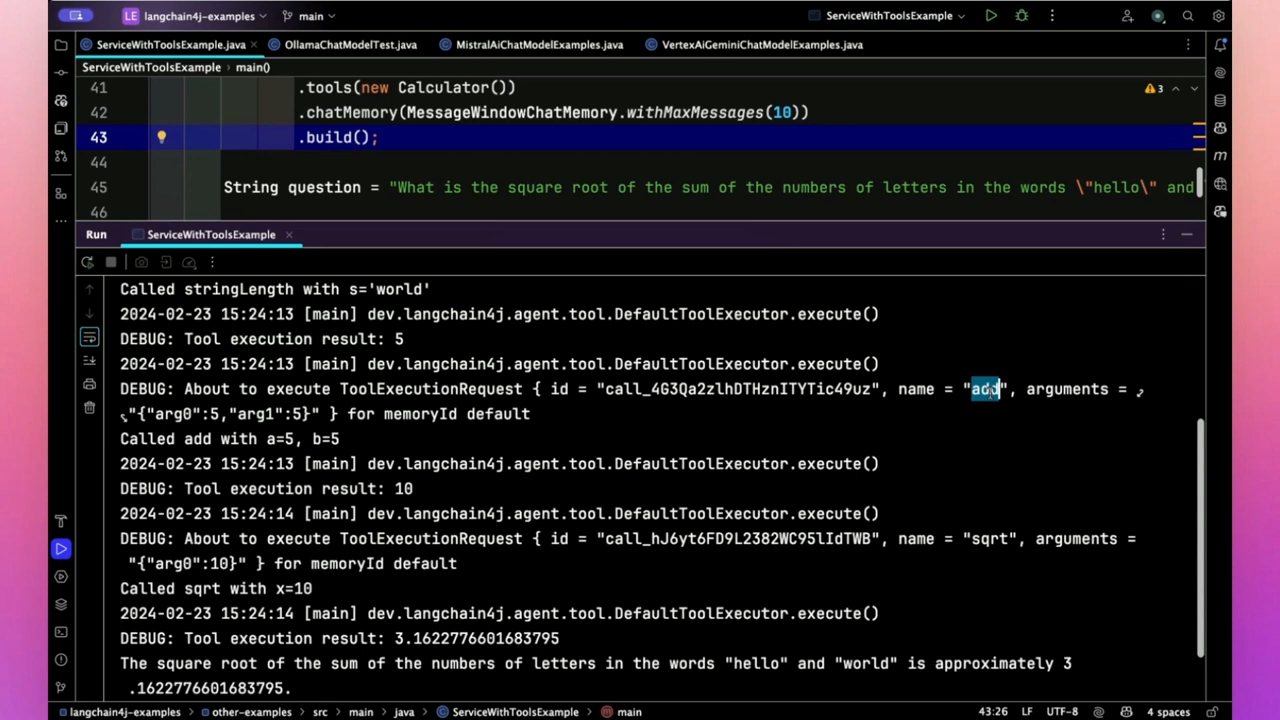 LE langchain4j-examples main ServiceWithToolsExample
ServiceWithToolsExample.java OllamaChatModelTest.java MistralAiChatModelExamples.java VertexAiGeminiChatModelExamples.java
ServiceWithToolsExample main()
41 .tools(new Calculator()) 3
42 .chatMemory(MessageWindowChatMemory.withMaxMessages(10))
43 .build();
44
45 String question = "What is the square root of the sum of the numbers of letters in the words \"hello\" and
46
Run ServiceWithToolsExample
Called stringLength with s='world'
2024-02-23 15:24:13 [main] dev.langchain4j.agent.tool.DefaultToolExecutor.execute()
DEBUG: Tool execution result: 5
2024-02-23 15:24:13 [main] dev.langchain4j.agent.tool.DefaultToolExecutor.execute()
DEBUG: About to execute ToolExecutionRequest { id = "call_4G3Qa2zlhDTHznITYTic49uz", name = "add", arguments =
"{"arg0":5,"arg1":5}" } for memoryId default
Called add with a=5, b=5
2024-02-23 15:24:13 [main] dev.langchain4j.agent.tool.DefaultToolExecutor.execute()
DEBUG: Tool execution result: 10
2024-02-23 15:24:14 [main] dev.langchain4j.agent.tool.DefaultToolExecutor.execute()
DEBUG: About to execute ToolExecutionRequest { id = "call_hJ6yt6FD9L2382WC95lIdTWB", name = "sqrt", arguments =
"{"arg0":10}" } for memoryId default
Called sqrt with x=10
2024-02-23 15:24:14 [main] dev.langchain4j.agent.tool.DefaultToolExecutor.execute()
DEBUG: Tool execution result: 3.1622776601683795
The square root of the sum of the numbers of letters in the words "hello" and "world" is approximately 3
.1622776601683795.
langchain4j-examples other-examples src main java ServiceWithToolsExample main 43:26 LF UTF-8 4 spaces